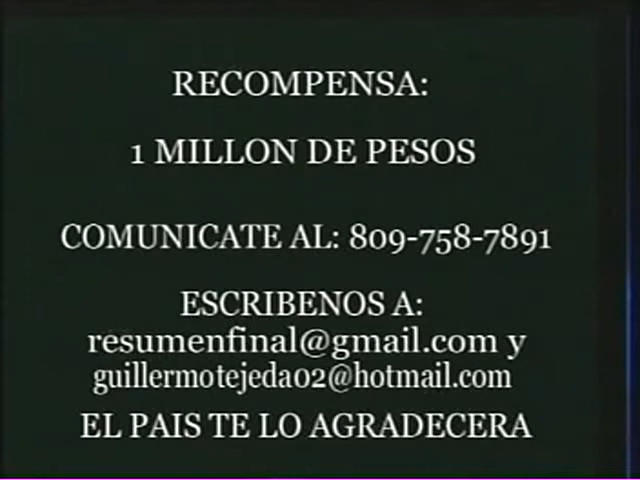 RECOMPENSA:
1 MILLON DE PESOS
COMUNICATE AL: 809-758-7891
ESCRIBENOS A:
resumenfinal@gmail.com y
guillermotejeda02@hotmail.com
EL PAIS TE LO AGRADECERA